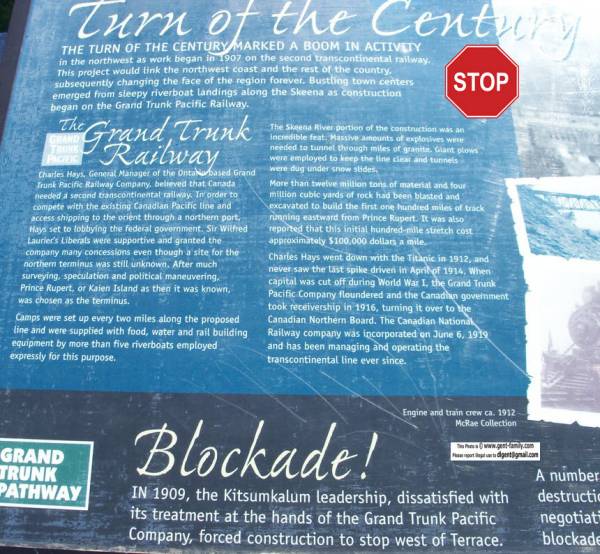 Turn of the Century
THE TURN OF THE CENTURY MARKED A BOOM IN ACTIVITY
in the northwest as work began in 1907 on the second transcontinental railway.
This project would link the northwest coast and the rest of the country,
subsequently changing the face of the region forever. Bustling town centers
emerged from sleepy riverboat landings along the Skeena as construction
began on the Grand Trunk Pacific Railway.
STOP
The Grand Trunk
Railway
GRAND
TRUNK
PACIFIC
Charles Hays, General Manager of the Ontario based Grand
Trunk Pacific Railway Company, believed that Canada
needed a second transcontinental railway. In order to
compete with the existing Canadian Pacific line and
access shipping to the orient through a northern port,
Hays set to lobbying the federal government. Sir Wilfred
Laurier's Liberals were supportive and granted the
company many concessions even though a site for the
northern terminus was still unknown. After much
surveying, speculation and political maneuvering,
Prince Rupert, or Kaien Island as then it was known,
was chosen as the terminus.
Camps were set up every two miles along the proposed
line and were supplied with food, water and rail building
equipment by more than five riverboats employed
expressly for this purpose.
The Skeena River portion of the construction was an
incredible feat. Massive amounts of explosives were
needed to tunnel through miles of granite. Giant plows
were employed to keep the line clear and tunnels
were dug under snow slides.
More than twelve million tons of material and four
million cubic yards of rock had been blasted and
excavated to build the first one hundred miles of track
running eastward from Prince Rupert. It was also
reported that this initial hundred-mile stretch cost
approximately $100,000 dollars a mile.
Charles Hays went down with the Titanic in 1912, and
never saw the last spike driven in April of 1914. When
capital was cut off during World War I, the Grand Trunk
Pacific Company floundered and the Canadian government
took receivership in 1916, turning it over to the
Canadian Northern Board. The Canadian National
Railway company was incorporated on June 6, 1919
and has been managing and operating the
transcontinental line ever since.
Engine and train crew ca. 1912
McRae Collection
This Photo is © www.gent-family.com
Please report illegal use to dlgent@gmail.com
GRAND
TRUNK
PATHWAY
Blockade!
IN 1909, the Kitsumkalum leadership, dissatisfied with
its treatment at the hands of the Grand Trunk Pacific
Company, forced construction to stop west of Terrace.
A number
destructi
negotiati
blockade